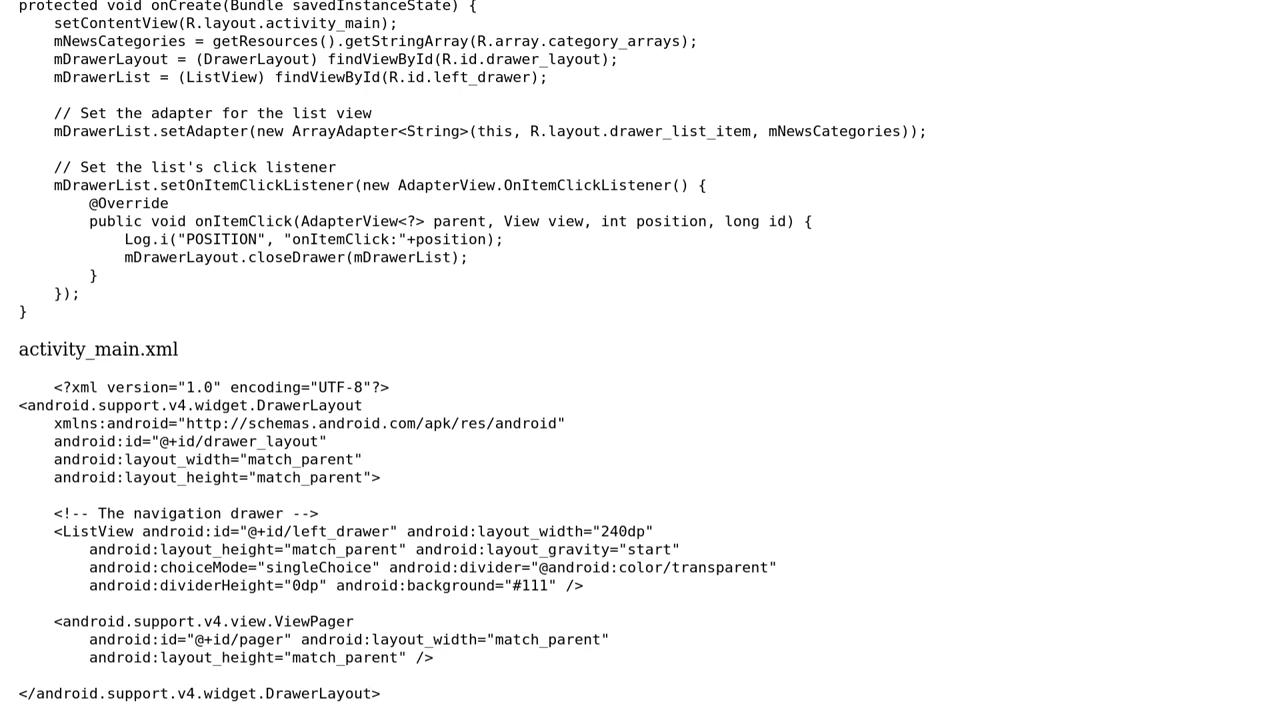 protected void onCreate(Bundle savedInstanceState) {
    setContentView(R.layout.activity_main);
    mNewsCategories = getResources().getStringArray(R.array.category_arrays);
    mDrawerLayout = (DrawerLayout) findViewById(R.id.drawer_layout);
    mDrawerList = (ListView) findViewById(R.id.left_drawer);

    // Set the adapter for the list view
    mDrawerList.setAdapter(new ArrayAdapter<String>(this, R.layout.drawer_list_item, mNewsCategories));

    // Set the list's click listener
    mDrawerList.setOnItemClickListener(new AdapterView.OnItemClickListener() {
        @Override
        public void onItemClick(AdapterView<?> parent, View view, int position, long id) {
            Log.i("POSITION", "onItemClick:"+position);
            mDrawerLayout.closeDrawer(mDrawerList);
        }
    });
}

activity_main.xml

    <?xml version="1.0" encoding="UTF-8"?>
<android.support.v4.widget.DrawerLayout
    xmlns:android="http://schemas.android.com/apk/res/android"
    android:id="@+id/drawer_layout"
    android:layout_width="match_parent"
    android:layout_height="match_parent">

    <!-- The navigation drawer -->
    <ListView android:id="@+id/left_drawer" android:layout_width="240dp"
        android:layout_height="match_parent" android:layout_gravity="start"
        android:choiceMode="singleChoice" android:divider="@android:color/transparent"
        android:dividerHeight="0dp" android:background="#111" />

    <android.support.v4.view.ViewPager
        android:id="@+id/pager" android:layout_width="match_parent"
        android:layout_height="match_parent" />

</android.support.v4.widget.DrawerLayout>